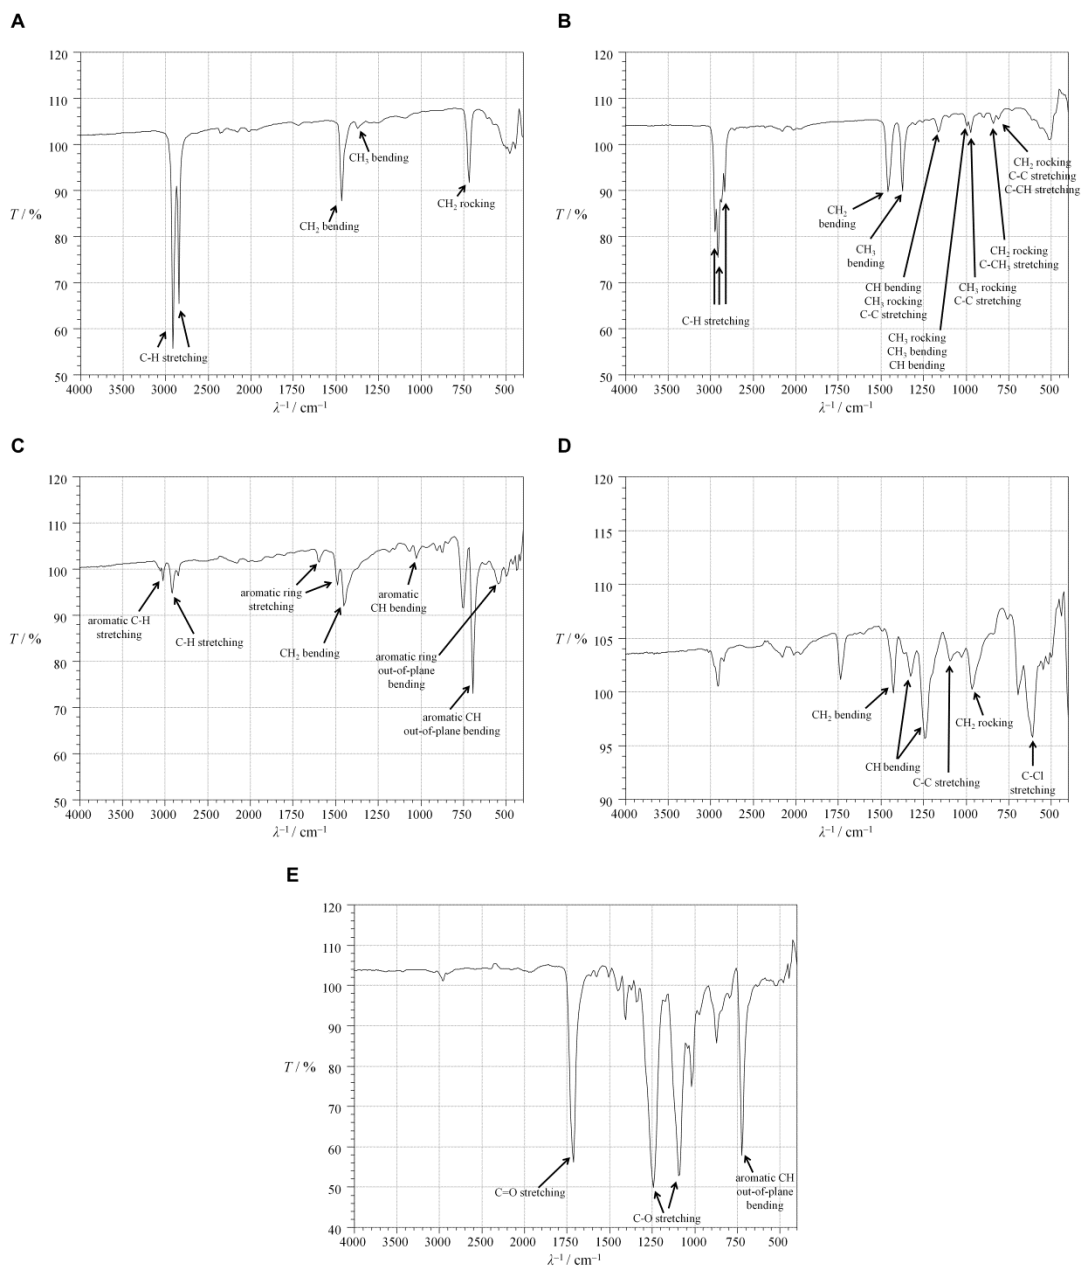 A
120
110
100
90
T / %
80
70
60
50
4000 3500 3000 2500 2000 1750 1500 1250 1000 750 500
λ⁻¹ / cm⁻¹
CH₃ bending
CH₂ rocking
CH₂ bending
C-H stretching
B
120
110
100
90
T / %
80
70
60
50
4000 3500 3000 2500 2000 1750 1500 1250 1000 750 500
λ⁻¹ / cm⁻¹
CH₂ rocking
C-C stretching
C-CH stretching
CH₂
bending
CH₃
bending
CH₂ rocking
C-CH₃ stretching
CH bending
CH₃ rocking
C-C stretching
CH₃ rocking
C-C stretching
C-H stretching
CH₃ rocking
CH₃ bending
CH bending
C
120
110
100
90
T / %
80
70
60
50
4000 3500 3000 2500 2000 1750 1500 1250 1000 750 500
λ⁻¹ / cm⁻¹
aromatic C-H
stretching
C-H stretching
aromatic ring
stretching
aromatic
CH bending
CH₂ bending
aromatic ring
out-of-plane
bending
aromatic CH
out-of-plane bending
D
120
115
110
105
T / %
100
95
90
4000 3500 3000 2500 2000 1750 1500 1250 1000 750 500
λ⁻¹ / cm⁻¹
CH₂ bending
CH₂ rocking
CH bending
C-C stretching
C-Cl
stretching
E
120
110
100
90
80
T / %
70
60
50
40
4000 3500 3000 2500 2000 1750 1500 1250 1000 750 500
λ⁻¹ / cm⁻¹
C=O stretching
C-O stretching
aromatic CH
out-of-plane
bending